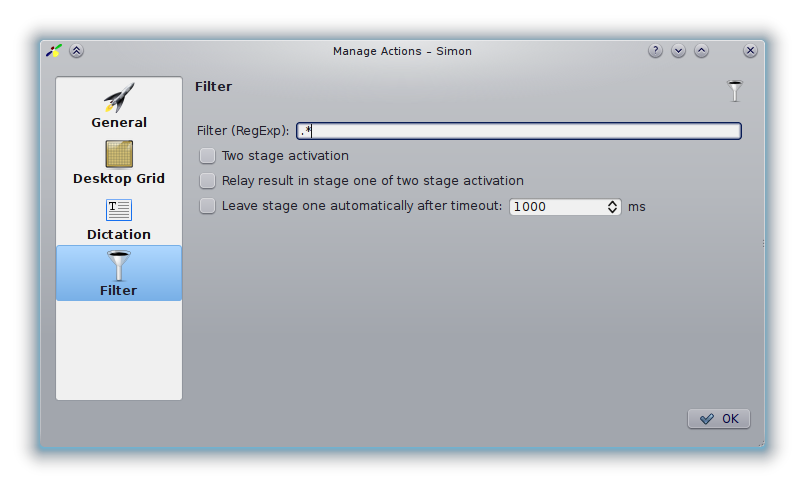 Manage Actions – Simon
General
Desktop Grid
Dictation
Filter
Filter
Filter (RegExp): .*
Two stage activation
Relay result in stage one of two stage activation
Leave stage one automatically after timeout: 1000 ms
OK